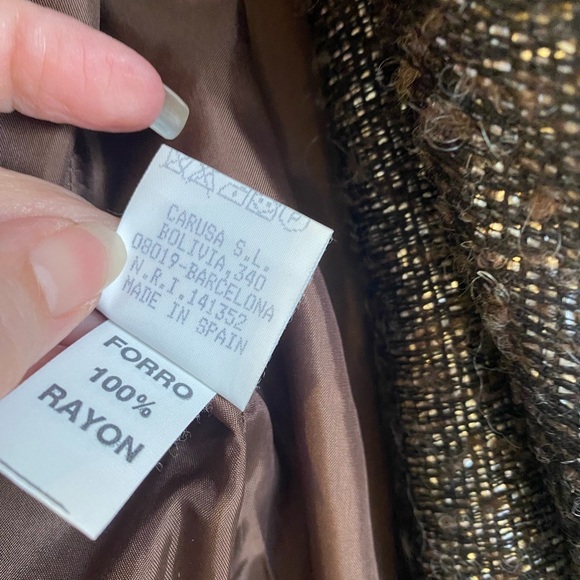 CARUSA S.L.
BOLIVIA,340
08019-BARCELONA
N.R.I.141352
MADE IN SPAIN
FORRO
100%
RAYON